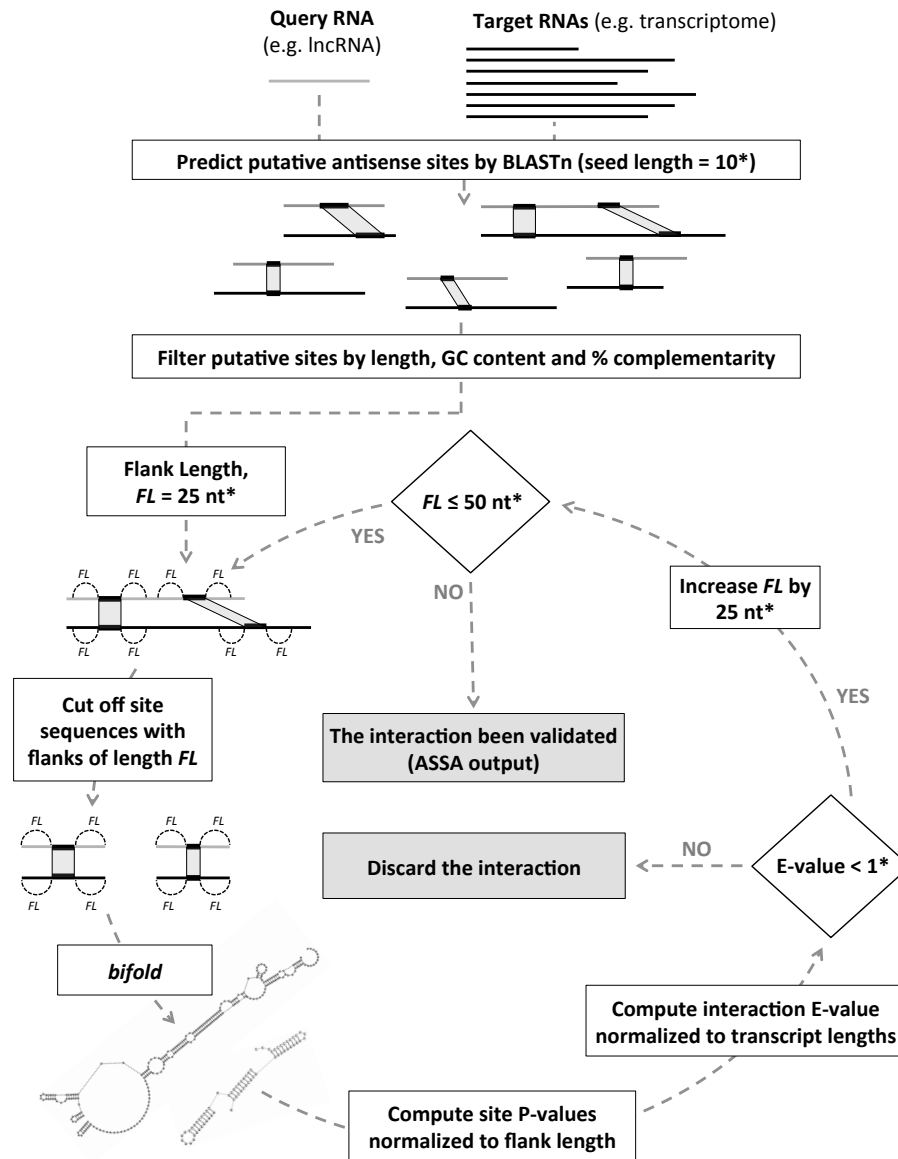 Query RNA
(e.g. lncRNA)
Target RNAs (e.g. transcriptome)
Predict putative antisense sites by BLASTn (seed length = 10*)
Filter putative sites by length, GC content and % complementarity
Flank Length,
FL = 25 nt*
FL ≤ 50 nt*
YES
NO
FL FL FL FL
FL FL FL FL
Increase FL by
25 nt*
YES
Cut off site
sequences with
flanks of length FL
The interaction been validated
(ASSA output)
Discard the interaction
NO
E-value < 1*
FL FL FL FL
FL FL FL FL
bifold
Compute interaction E-value
normalized to transcript lengths
Compute site P-values
normalized to flank length